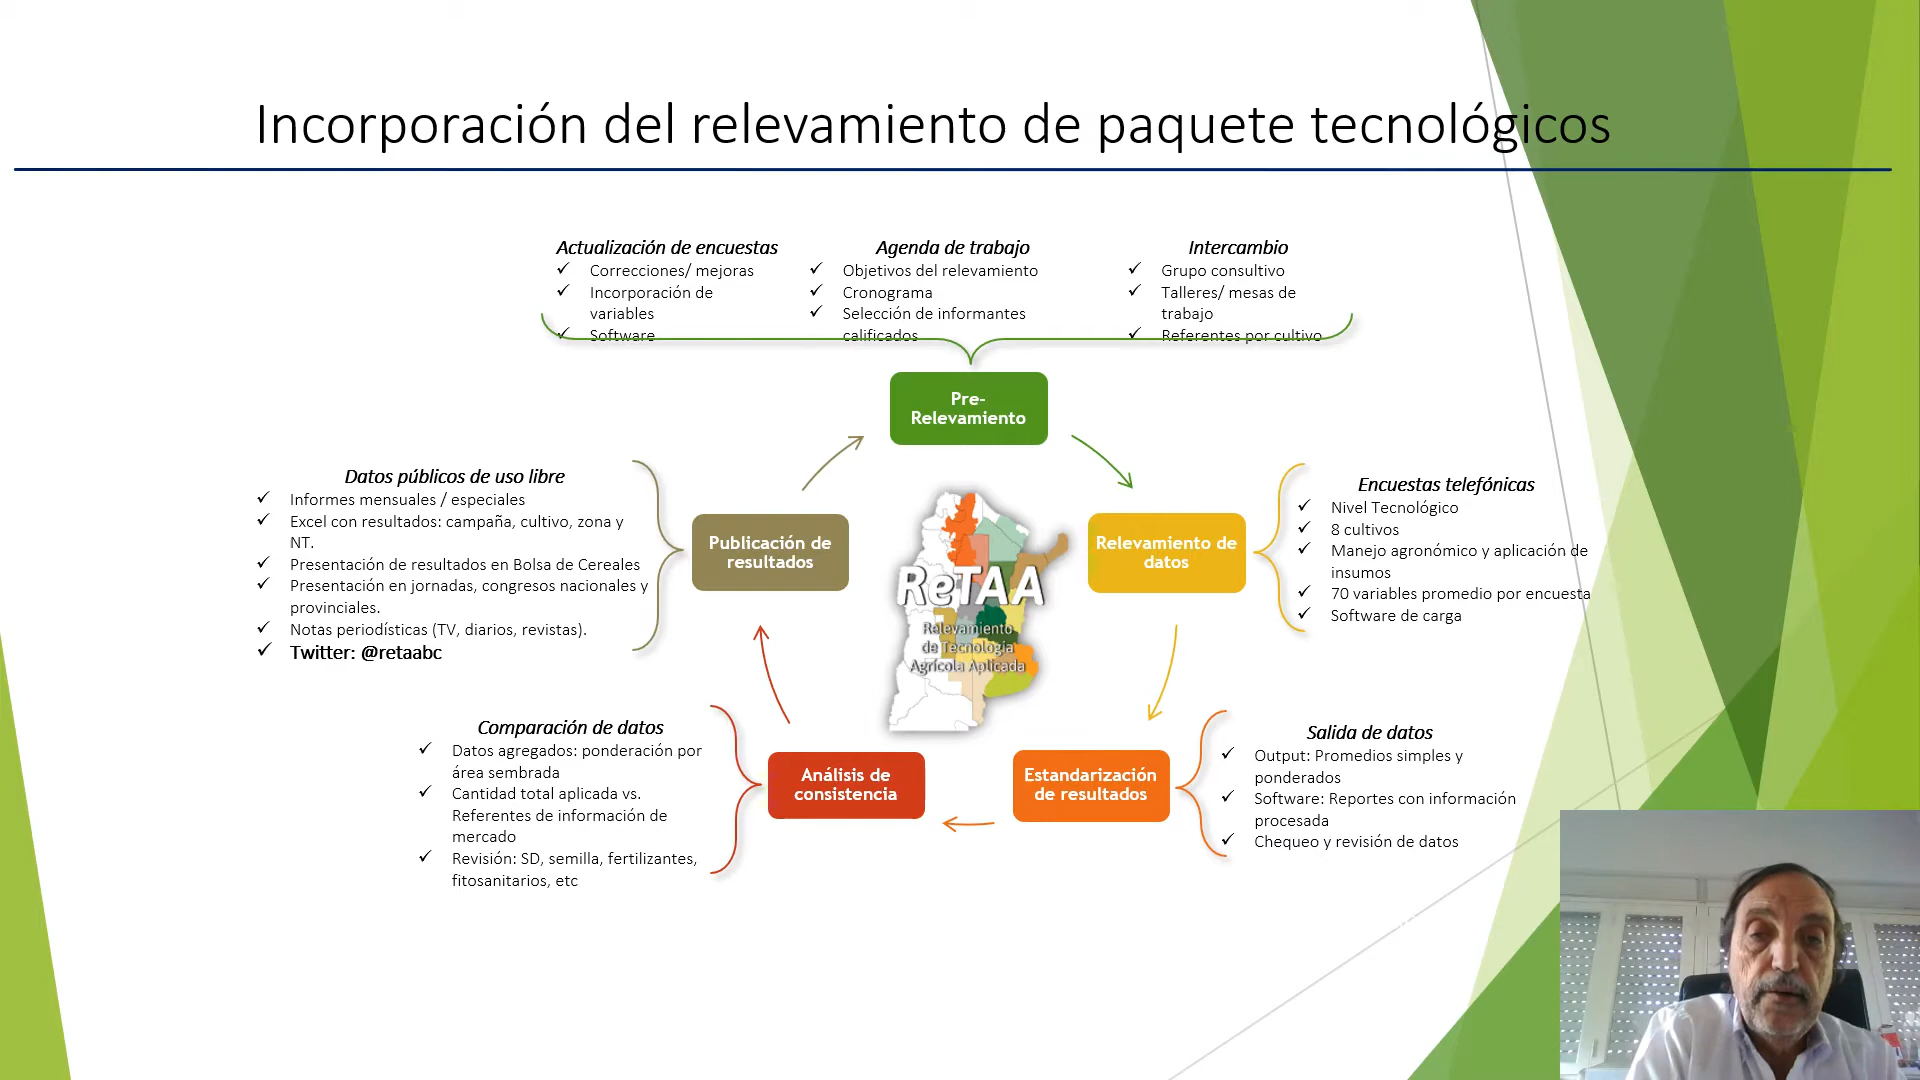 Incorporación del relevamiento de paquete tecnológicos
Actualización de encuestas
✓ Correcciones/ mejoras
✓ Incorporación de
variables
✓ Software
Agenda de trabajo
✓ Objetivos del relevamiento
✓ Cronograma
✓ Selección de informantes
calificados
Intercambio
✓ Grupo consultivo
✓ Talleres/ mesas de
trabajo
✓ Referentes por cultivo
Pre-
Relevamiento
Datos públicos de uso libre
✓ Informes mensuales / especiales
✓ Excel con resultados: campaña, cultivo, zona y
NT.
✓ Presentación de resultados en Bolsa de Cereales
✓ Presentación en jornadas, congresos nacionales y
provinciales.
✓ Notas periodísticas (TV, diarios, revistas).
✓ Twitter: @retaabc
Publicación de
resultados
ReTAA
Relevamiento
de Tecnología
Agrícola Aplicada
Relevamiento de
datos
Encuestas telefónicas
✓ Nivel Tecnológico
✓ 8 cultivos
✓ Manejo agronómico y aplicación de
insumos
✓ 70 variables promedio por encuesta
✓ Software de carga
Comparación de datos
✓ Datos agregados: ponderación por
área sembrada
✓ Cantidad total aplicada vs.
Referentes de información de
mercado
✓ Revisión: SD, semilla, fertilizantes,
fitosanitarios, etc
Análisis de
consistencia
Estandarización
de resultados
Salida de datos
✓ Output: Promedios simples y
ponderados
✓ Software: Reportes con información
procesada
✓ Chequeo y revisión de datos